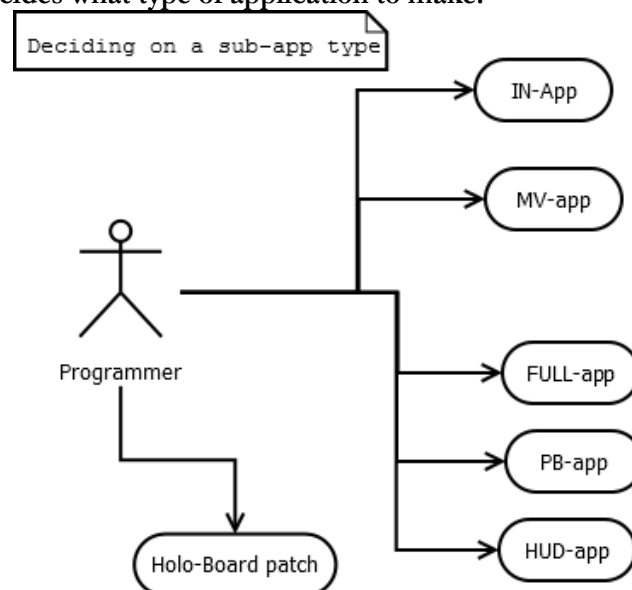 cides what type of application to make.
Deciding on a sub-app type
IN-App
MV-app
Programmer
FULL-app
PB-app
HUD-app
Holo-Board patch